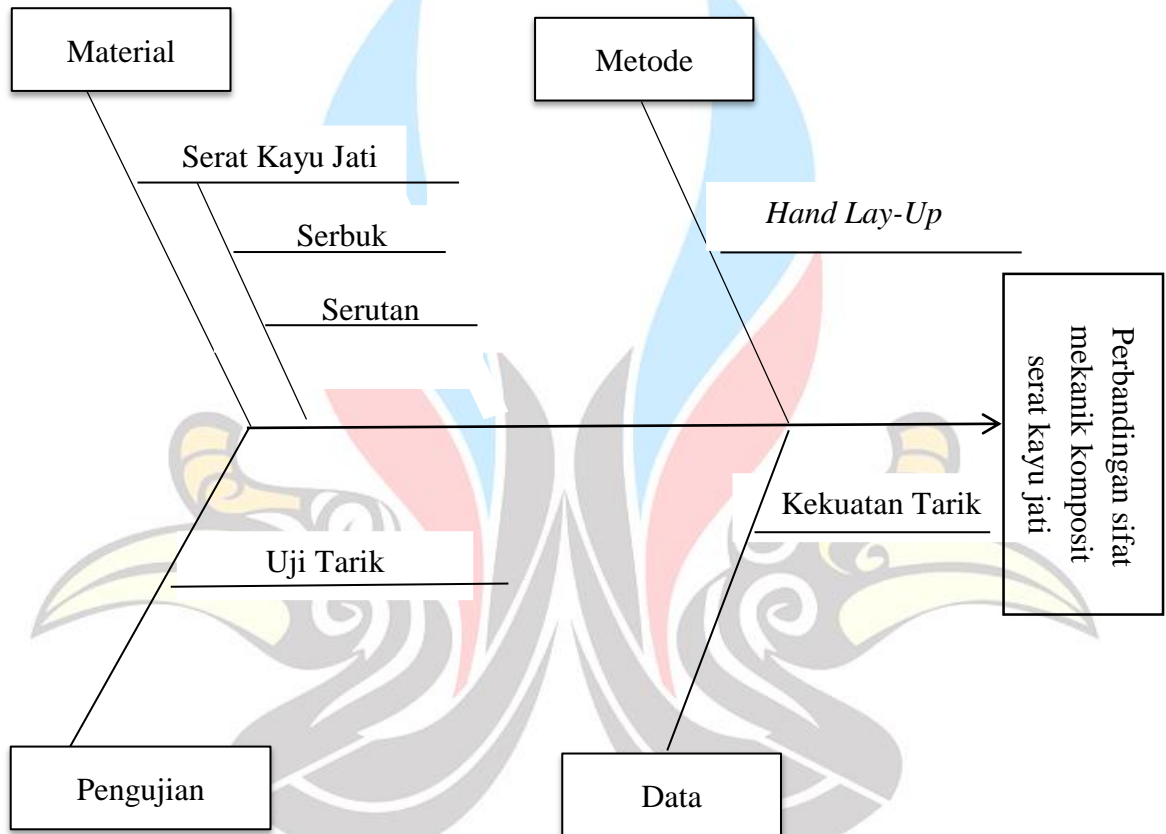 Material
Metode
Serat Kayu Jati
Hand Lay-Up
Serbuk
Serutan
Perbandingan sifat
mekanik komposit
serat kayu jati
Kekuatan Tarik
Uji Tarik
Pengujian
Data